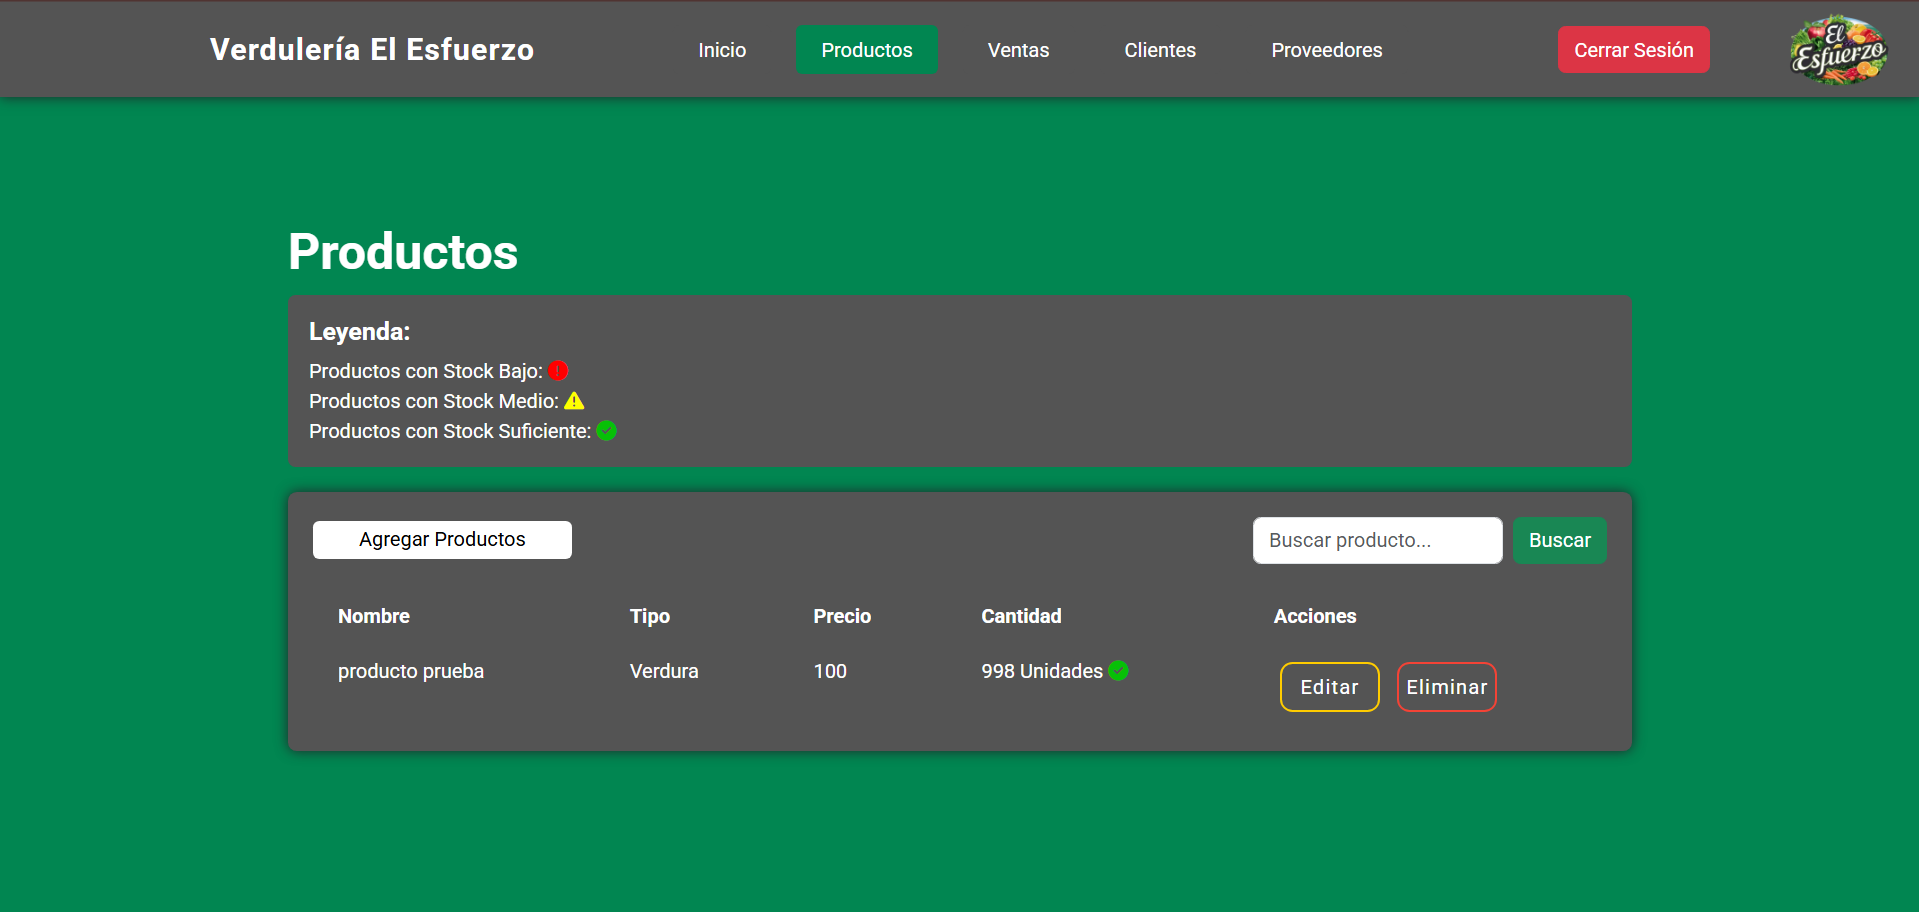 Verdulería El Esfuerzo
Inicio
Productos
Ventas
Clientes
Proveedores
Cerrar Sesión
El
Esfuerzo
Productos
Leyenda:
Productos con Stock Bajo:
Productos con Stock Medio:
Productos con Stock Suficiente:
Agregar Productos
Buscar producto...
Buscar
Nombre Tipo Precio Cantidad Acciones
producto prueba Verdura 100 998 Unidades Editar Eliminar